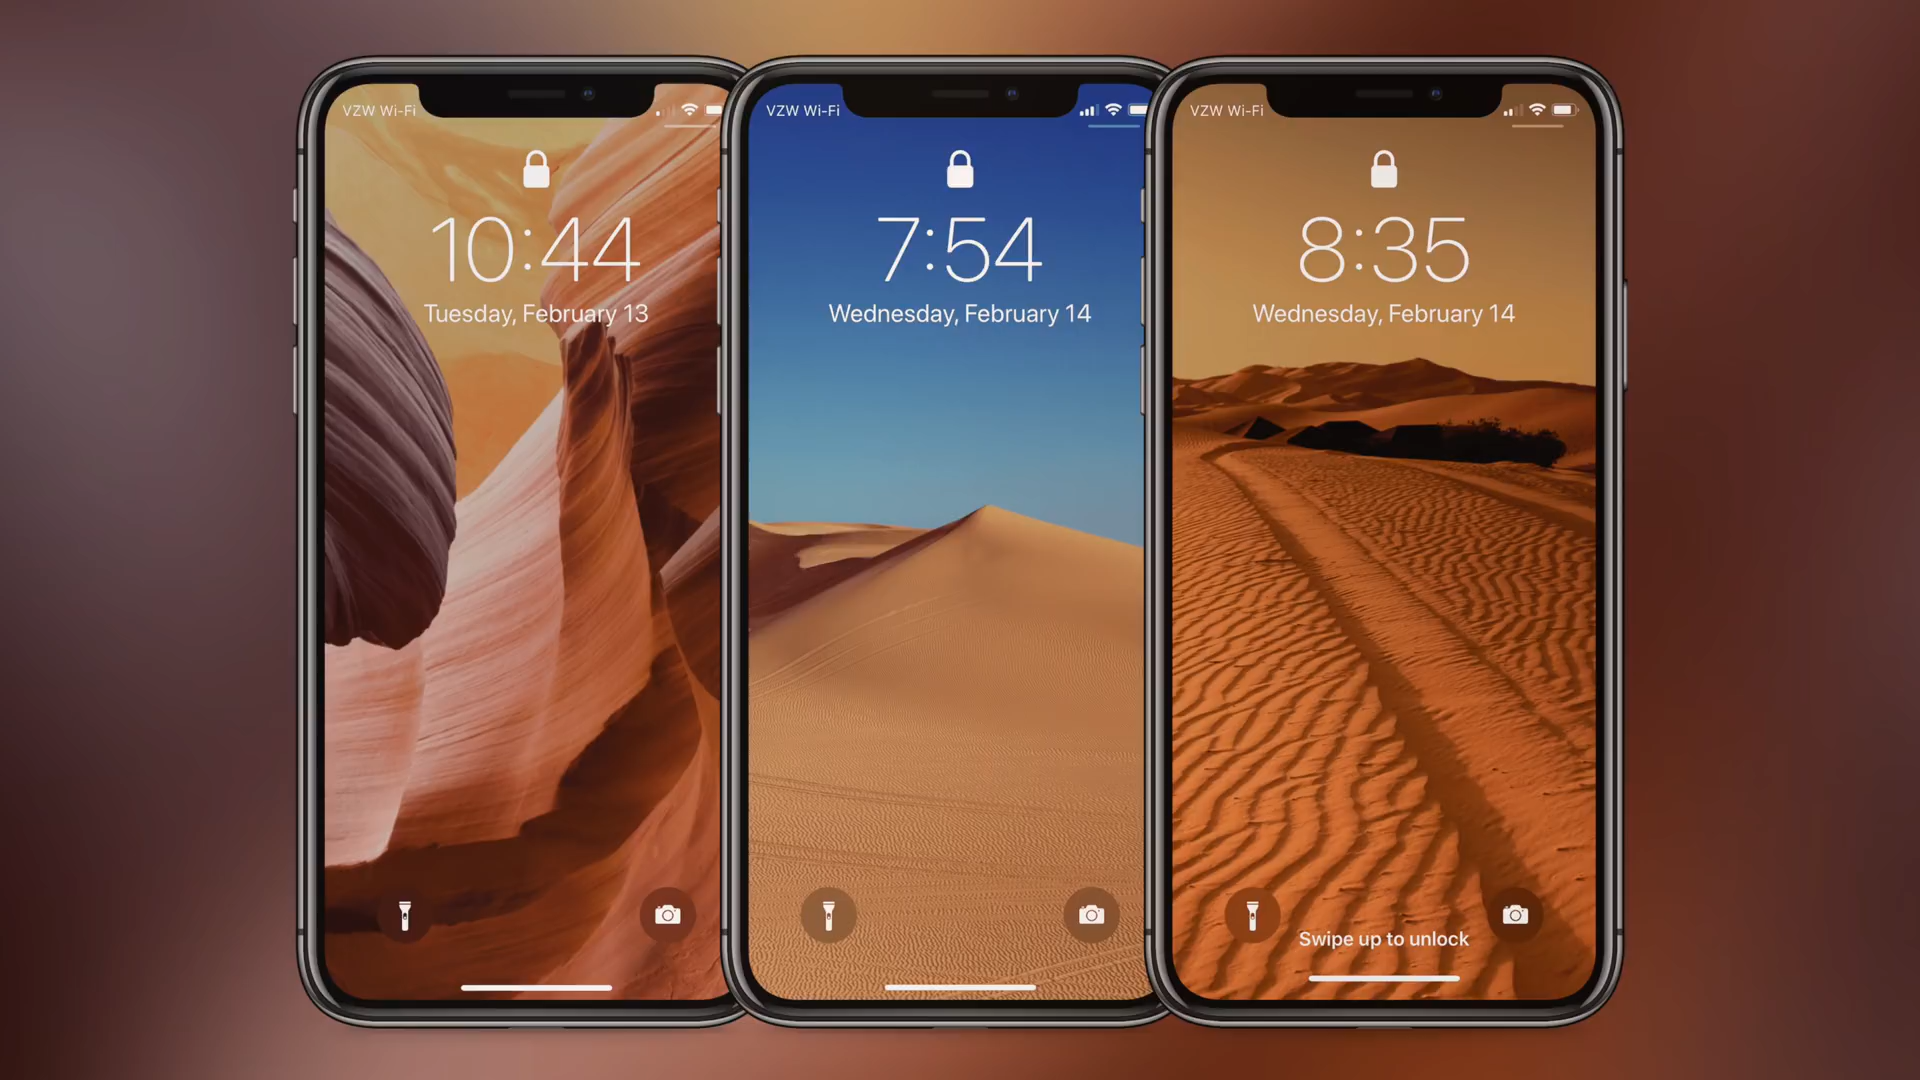 VZW Wi-Fi
10:44
Tuesday, February 13
VZW Wi-Fi
7:54
Wednesday, February 14
VZW Wi-Fi
8:35
Wednesday, February 14
Swipe up to unlock